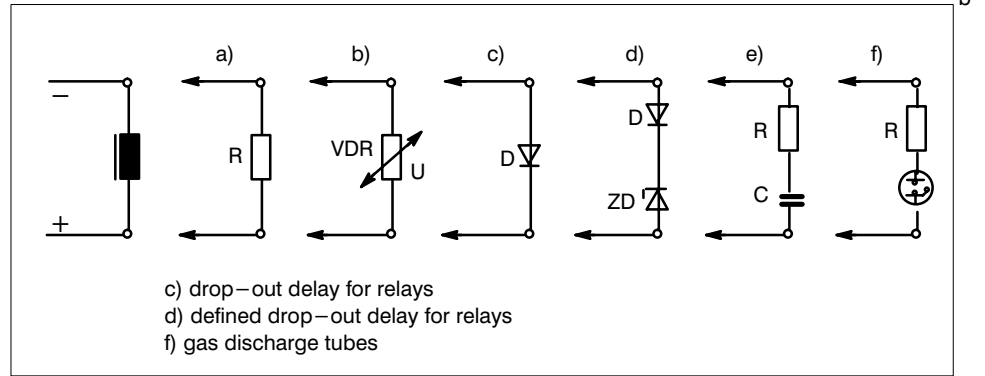 b
a) b) c) d) e) f)
−
D
R VDR D R R
U
ZD C
+
c) drop−out delay for relays
d) defined drop−out delay for relays
f) gas discharge tubes